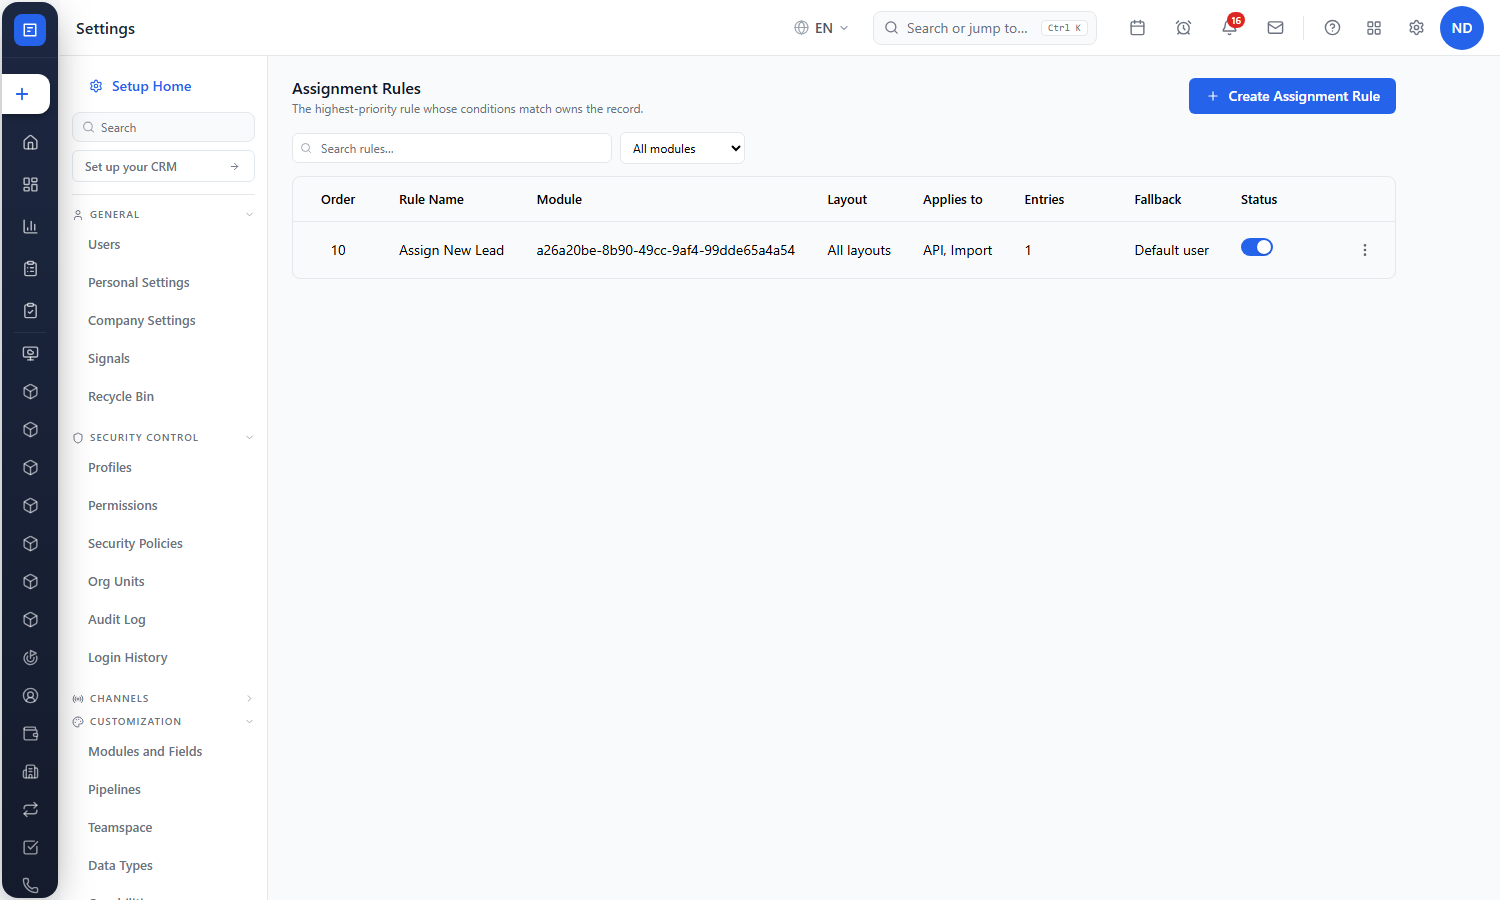 Settings
EN
Search or jump to...
Ctrl K
16
ND
Setup Home
Search
Set up your CRM
GENERAL
Users
Personal Settings
Company Settings
Signals
Recycle Bin
SECURITY CONTROL
Profiles
Permissions
Security Policies
Org Units
Audit Log
Login History
CHANNELS
CUSTOMIZATION
Modules and Fields
Pipelines
Teamspace
Data Types
Assignment Rules
The highest-priority rule whose conditions match owns the record.
+ Create Assignment Rule
Search rules...
All modules
Order Rule Name Module Layout Applies to Entries Fallback Status
10 Assign New Lead a26a20be-8b90-49cc-9af4-99dde65a4a54 All layouts API, Import 1 Default user